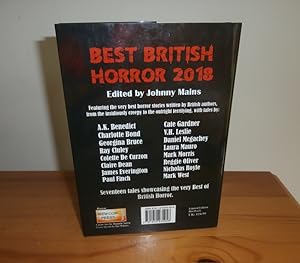 BEST BRITISH
HORROR 2018
Edited by Johnny Mains
Featuring the very best horror stories written by British authors,
from the insidiously creepy to the outright terrifying, with tales by:
A.K. Benedict
Charlotte Bond
Georgina Bruce
Ray Cluley
Colette De Curzon
Claire Dean
James Everington
Paul Finch
Cate Gardner
V.H. Leslie
Daniel Mcgachey
Laura Mauro
Mark Morris
Reggie Oliver
Nicholas Royle
Mark West
Seventeen tales showcasing the very Best of
British Horror.
NEWCON
PRESS